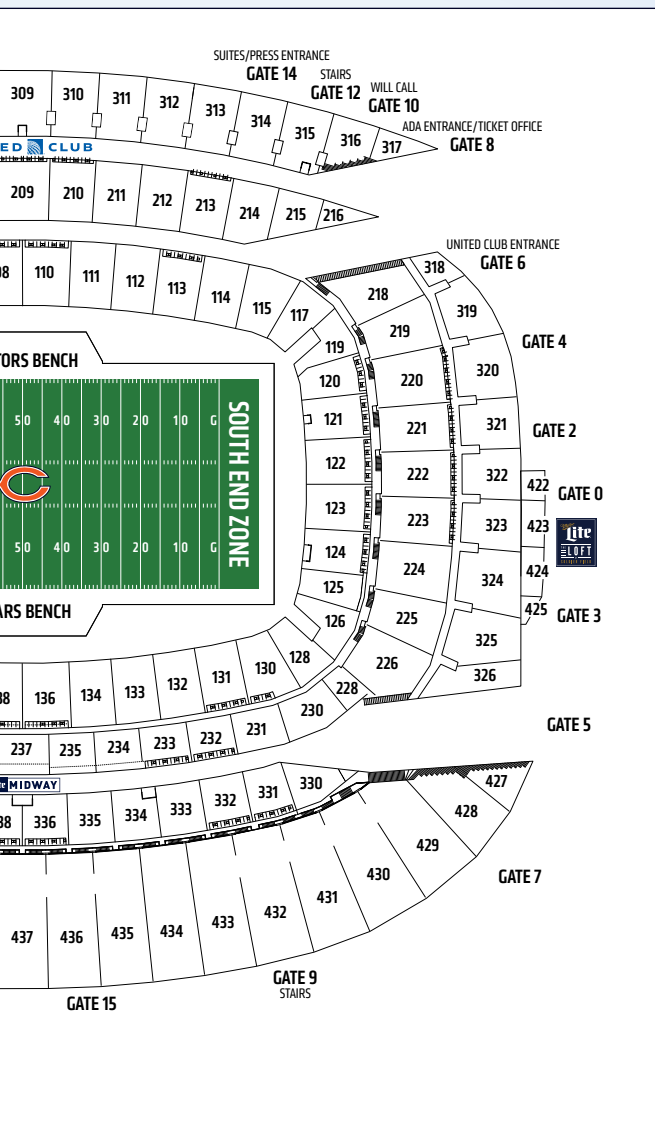 SUITES/PRESS ENTRANCE
GATE 14
STAIRS
GATE 12
WILL CALL
GATE 10
ADA ENTRANCE/TICKET OFFICE
GATE 8
309 310 311 312 313 314 315 316 317
ED CLUB
209 210 211 212 213 214 215 216
UNITED CLUB ENTRANCE
GATE 6
08 110 111 112 113 114 115 117
318
218
319
GATE 4
119 219
TORS BENCH
120 220 320
50 40 30 20 10 G
SOUTH END ZONE
121 221 321
GATE 2
122 222 322 422
GATE 0
123 223 323 423
Lite
LOFT
50 40 30 20 10 G
124 224 324 424
125
ARS BENCH
126 225 425
GATE 3
325
128 226 326
38 136 134 133 132 131 130
228
230
GATE 5
237 235 234 233 232 231
MIDWAY
38 336 335 334 333 332 331 330
427
428
429
430
GATE 7
437 436 435 434 433 432 431
GATE 9
STAIRS
GATE 15